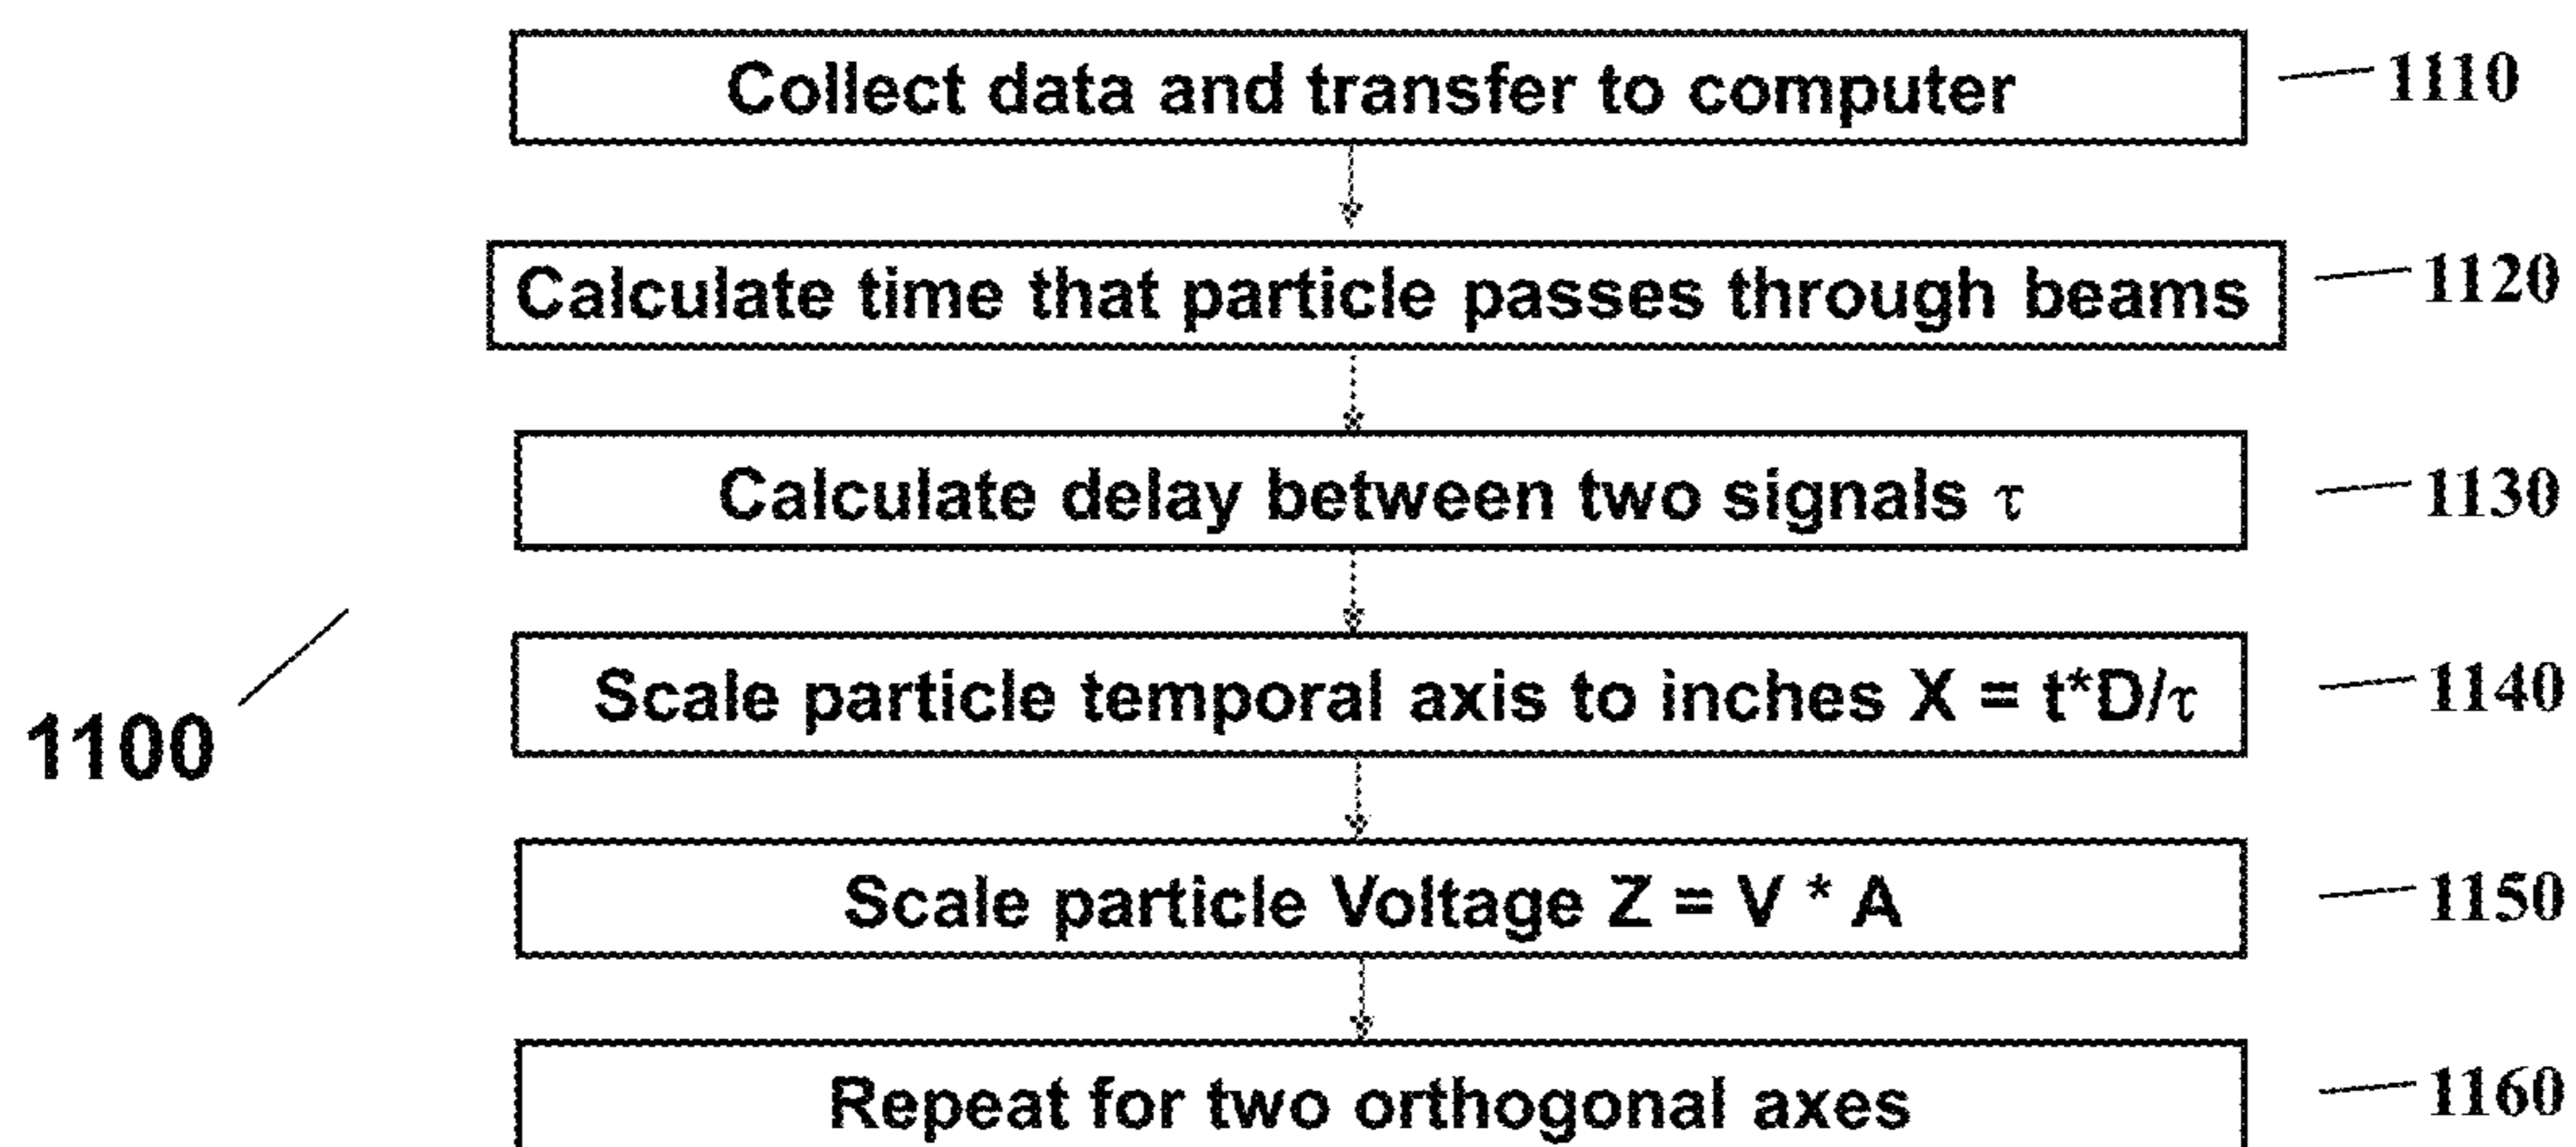 Collect data and transfer to computer 1110
Calculate time that particle passes through beams 1120
Calculate delay between two signals τ 1130
Scale particle temporal axis to inches X = t*D/τ 1140
1100
Scale particle Voltage Z = V * A 1150
Repeat for two orthogonal axes 1160